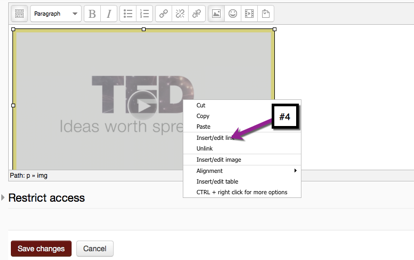 Paragraph
B I
TED
Ideas worth spre
Cut
Copy
Paste
Insert/edit lin
#4
Unlink
Insert/edit image
Alignment
Insert/edit table
CTRL + right click for more options
Path: p » img
Restrict access
Save changes Cancel